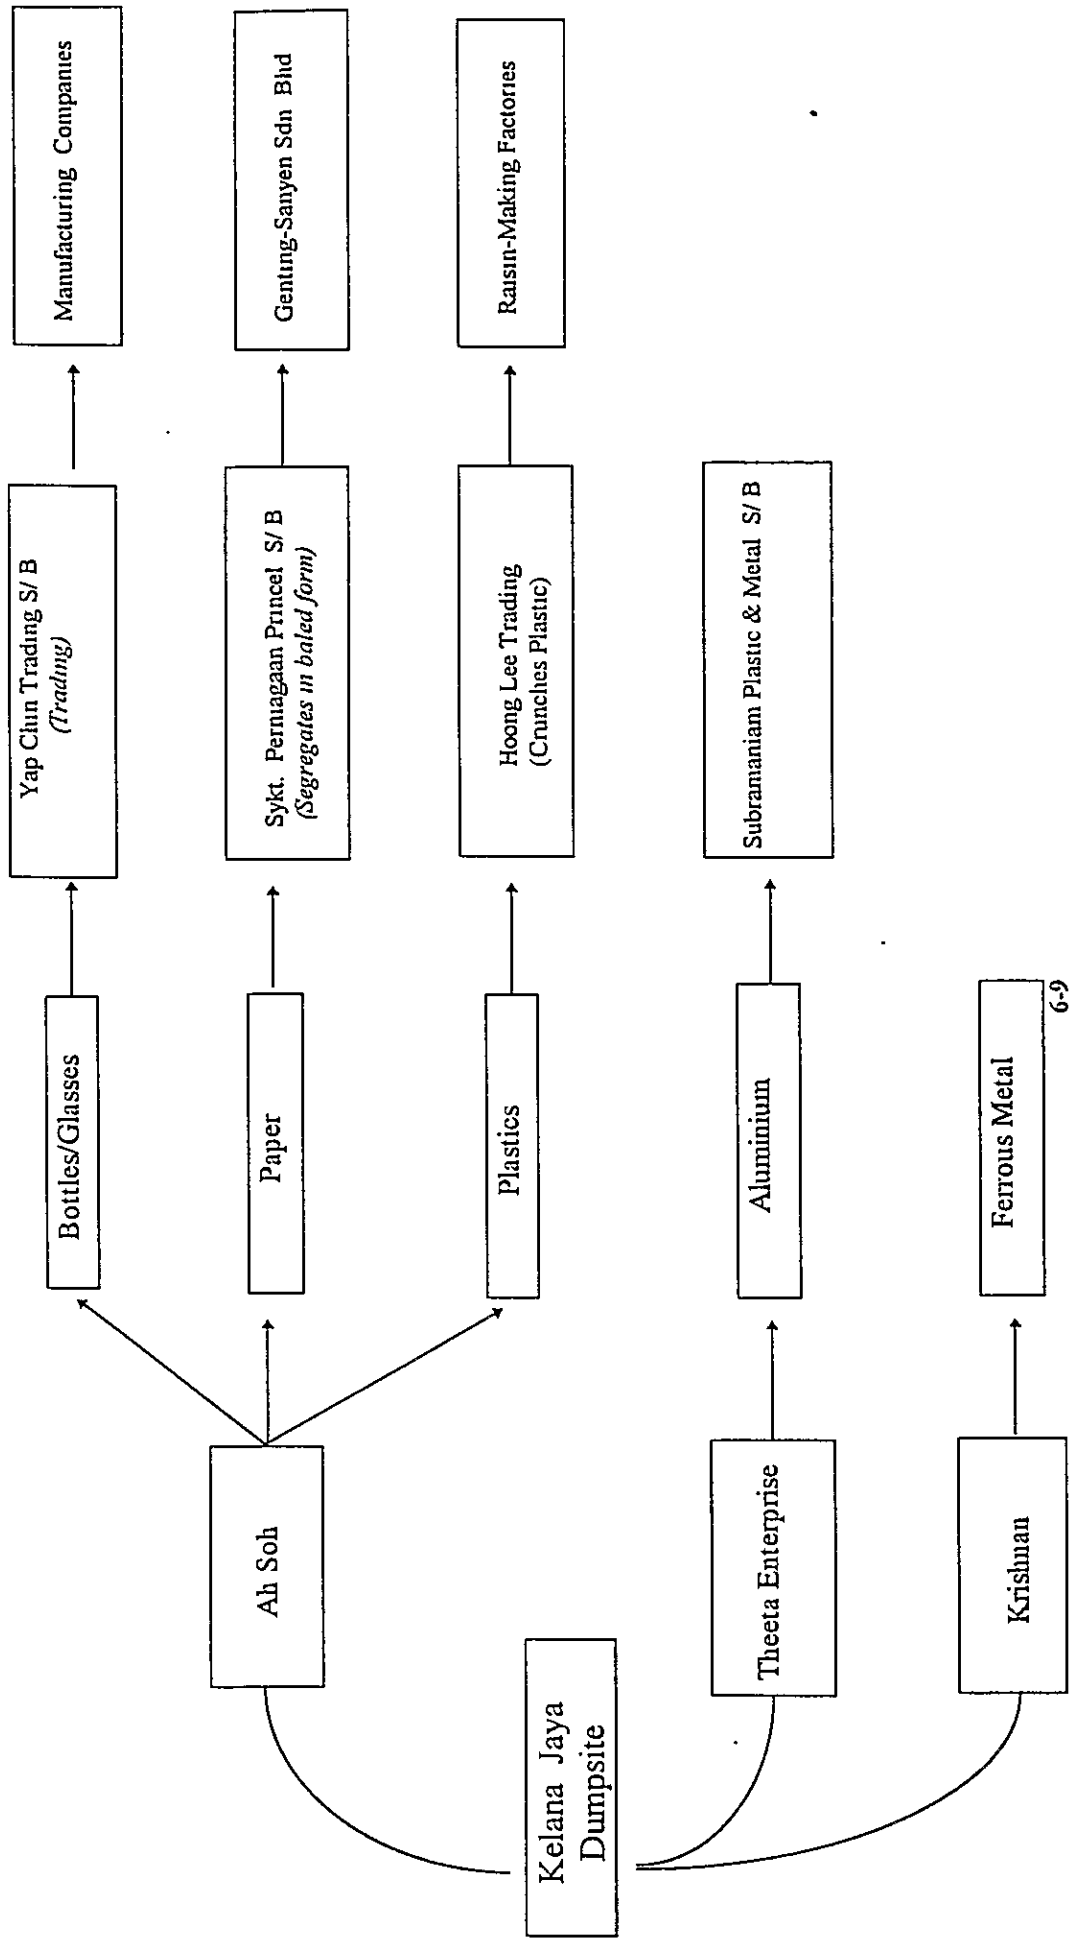 Kelana Jaya
Dumpsite
Ah Soh
Theeta Enterprise
Krishnan
Bottles/Glasses
Paper
Plastics
Aluminium
Ferrous Metal
Yap Chin Trading S/ B
(Trading)
Sykt. Perniagaan Princel S/ B
(Segregates in baled form)
Hoong Lee Trading
(Crunches Plastic)
Subramaniam Plastic & Metal S/ B
Manufacturing Companies
Genting-Sanyen Sdn Bhd
Raisin-Making Factories
6-9